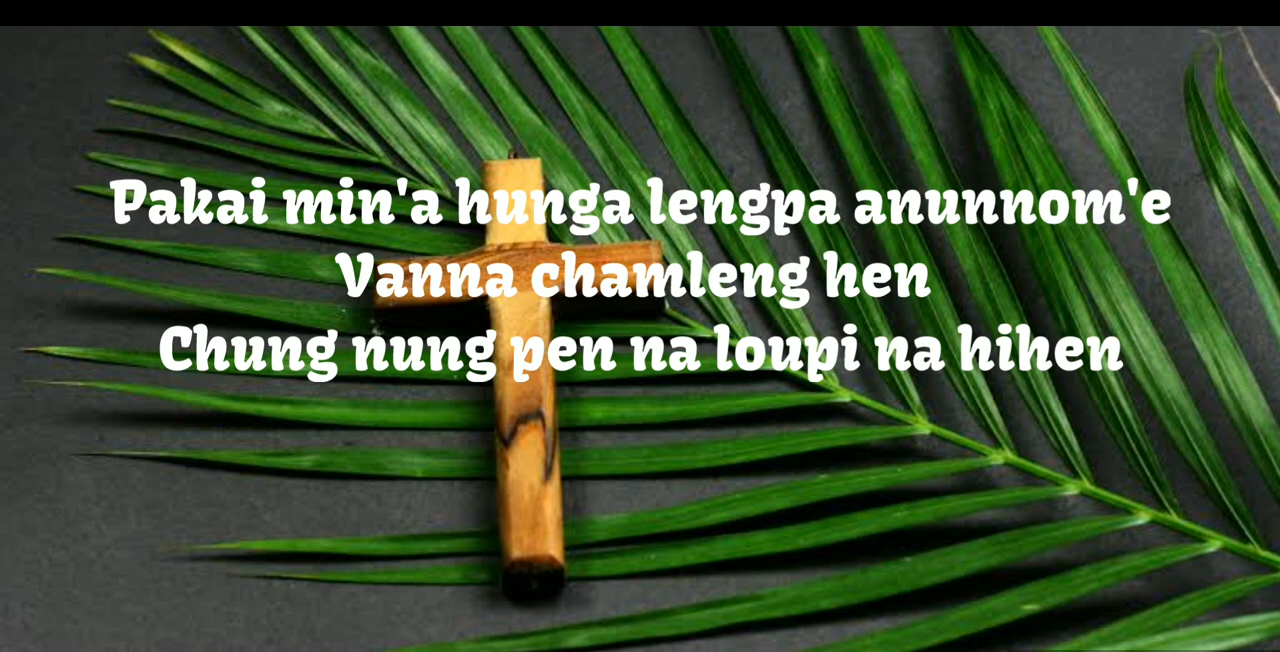 Pakai min'a hunga lengpa anunnom'e
Vanna chamleng hen
Chung nung pen na loupi na hihen